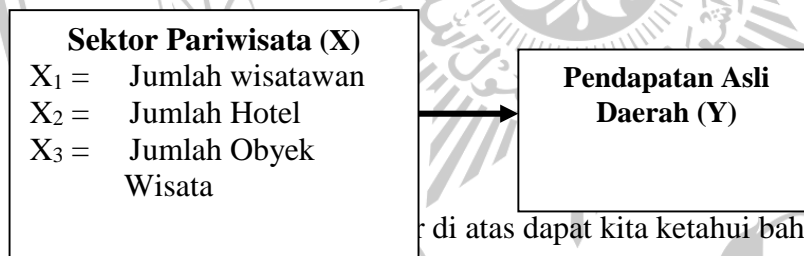 Sektor Pariwisata (X)
X₁ = Jumlah wisatawan
X₂ = Jumlah Hotel
X₃ = Jumlah Obyek
Wisata
Pendapatan Asli
Daerah (Y)
di atas dapat kita ketahui